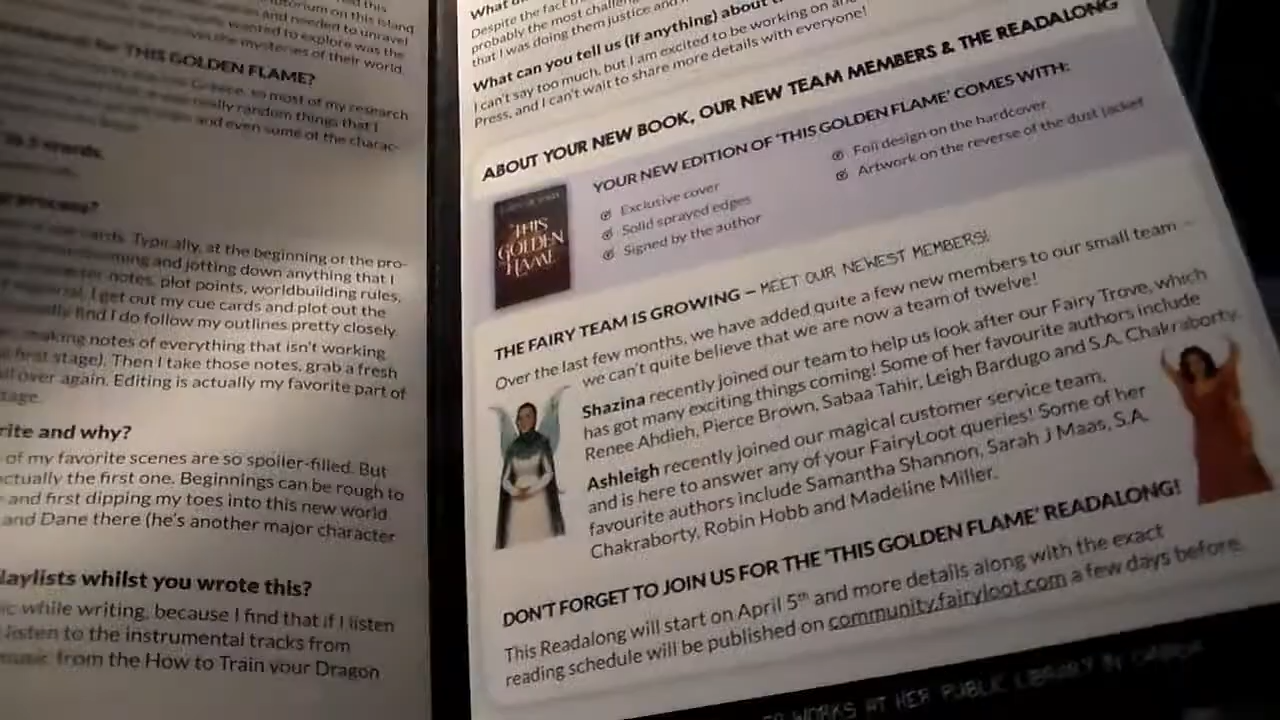 utorium on this island
and needed to unravel
wanted to explore was the
mysteries of their world.
'THIS GOLDEN FLAME'?
Greece, so most of my research
really random things that I
and even some of the charac-
5 words.
cards. Typically, at the beginning of the pro-
and jotting down anything that I
notes, plot points, worldbuilding rules,
I get out my cue cards and plot out the
find I do follow my outlines pretty closely.
making notes of everything that isn't working
first stage). Then I take those notes, grab a fresh
all over again. Editing is actually my favorite part of
stage.
rite and why?
of my favorite scenes are so spoiler-filled. But
ctually the first one. Beginnings can be rough to
and first dipping my toes into this new world
and Dane there (he's another major character
laylists whilst you wrote this?
ic while writing, because I find that if I listen
listen to the instrumental tracks from
music from the How to Train your Dragon
What
Despite the fact
probably the most
that I was doing them justice and
What can you tell us (if anything) about
I can't say too much, but I am excited to be working on
Press, and I can't wait to share more details with everyone!
ABOUT YOUR NEW BOOK, OUR NEW TEAM MEMBERS & THE READALONG
YOUR NEW EDITION OF 'THIS GOLDEN FLAME' COMES WITH:
Exclusive cover
Solid sprayed edges
Signed by the author
Foil design on the hardcover
Artwork on the reverse of the dust jacket
THIS
GOLDEN
FLAME
THE FAIRY TEAM IS GROWING – MEET OUR NEWEST MEMBERS!
Over the last few months, we have added quite a few new members to our small team –
we can't quite believe that we are now a team of twelve!
Shazina recently joined our team to help us look after our Fairy Trove, which
has got many exciting things coming! Some of her favourite authors include
Renee Ahdieh, Pierce Brown, Sabaa Tahir, Leigh Bardugo and S.A. Chakraborty.
Ashleigh recently joined our magical customer service team,
and is here to answer any of your FairyLoot queries! Some of her
favourite authors include Samantha Shannon, Sarah J Maas, S.A.
Chakraborty, Robin Hobb and Madeline Miller.
DON'T FORGET TO JOIN US FOR THE 'THIS GOLDEN FLAME' READALONG!
This Readalong will start on April 5th and more details along with the exact
reading schedule will be published on community.fairyloot.com a few days before.
WORKS AT HER PUBLIC LIBRARY IN